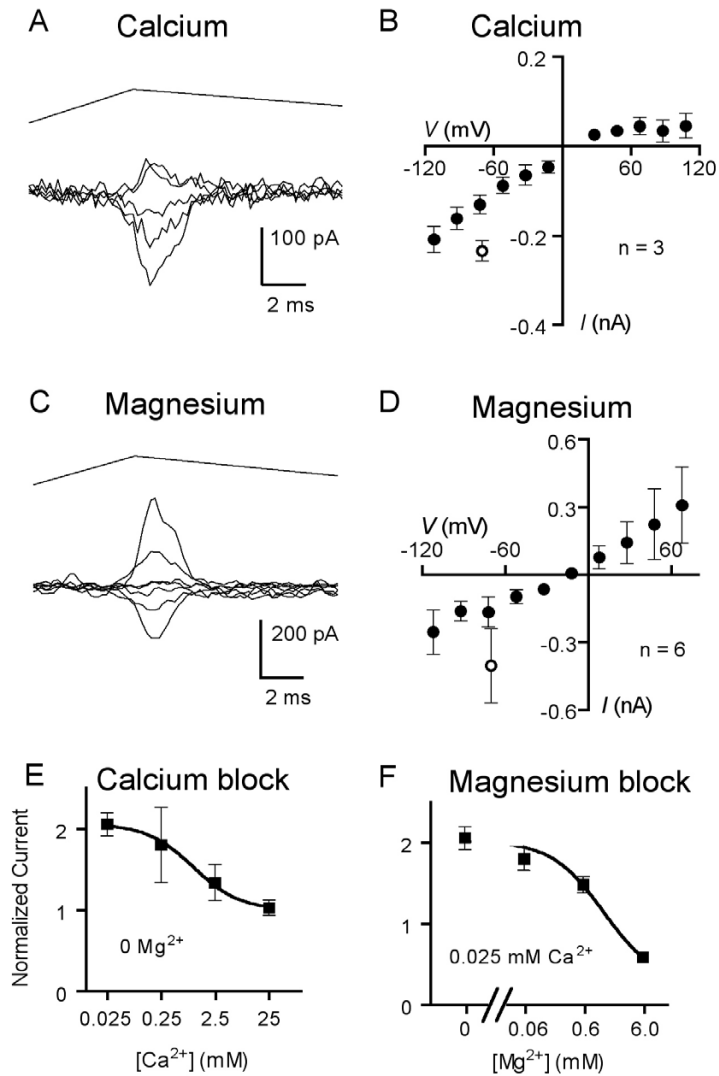 A Calcium
100 pA
2 ms
B Calcium
0.2
V (mV)
-120 -60 0 60 120
-0.2
n = 3
-0.4
I (nA)
C Magnesium
200 pA
2 ms
D Magnesium
0.6
0.3
V (mV)
-120 -60 60
-0.3
n = 6
-0.6
I (nA)
E Calcium block
Normalized Current
2
1
0
0 Mg²⁺
0.025 0.25 2.5 25
[Ca²⁺] (mM)
F Magnesium block
2
1
0
0.025 mM Ca²⁺
0 0.06 0.6 6.0
[Mg²⁺] (mM)